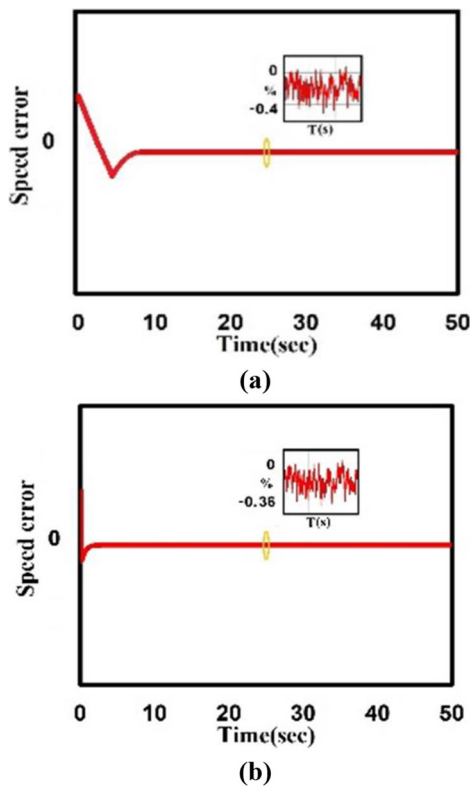 Speed error
0
0
%
-0.4
T(s)
0 10 20 30 40 50
Time(sec)
(a)
Speed error
0
0
%
-0.36
T(s)
0 10 20 30 40 50
Time(sec)
(b)